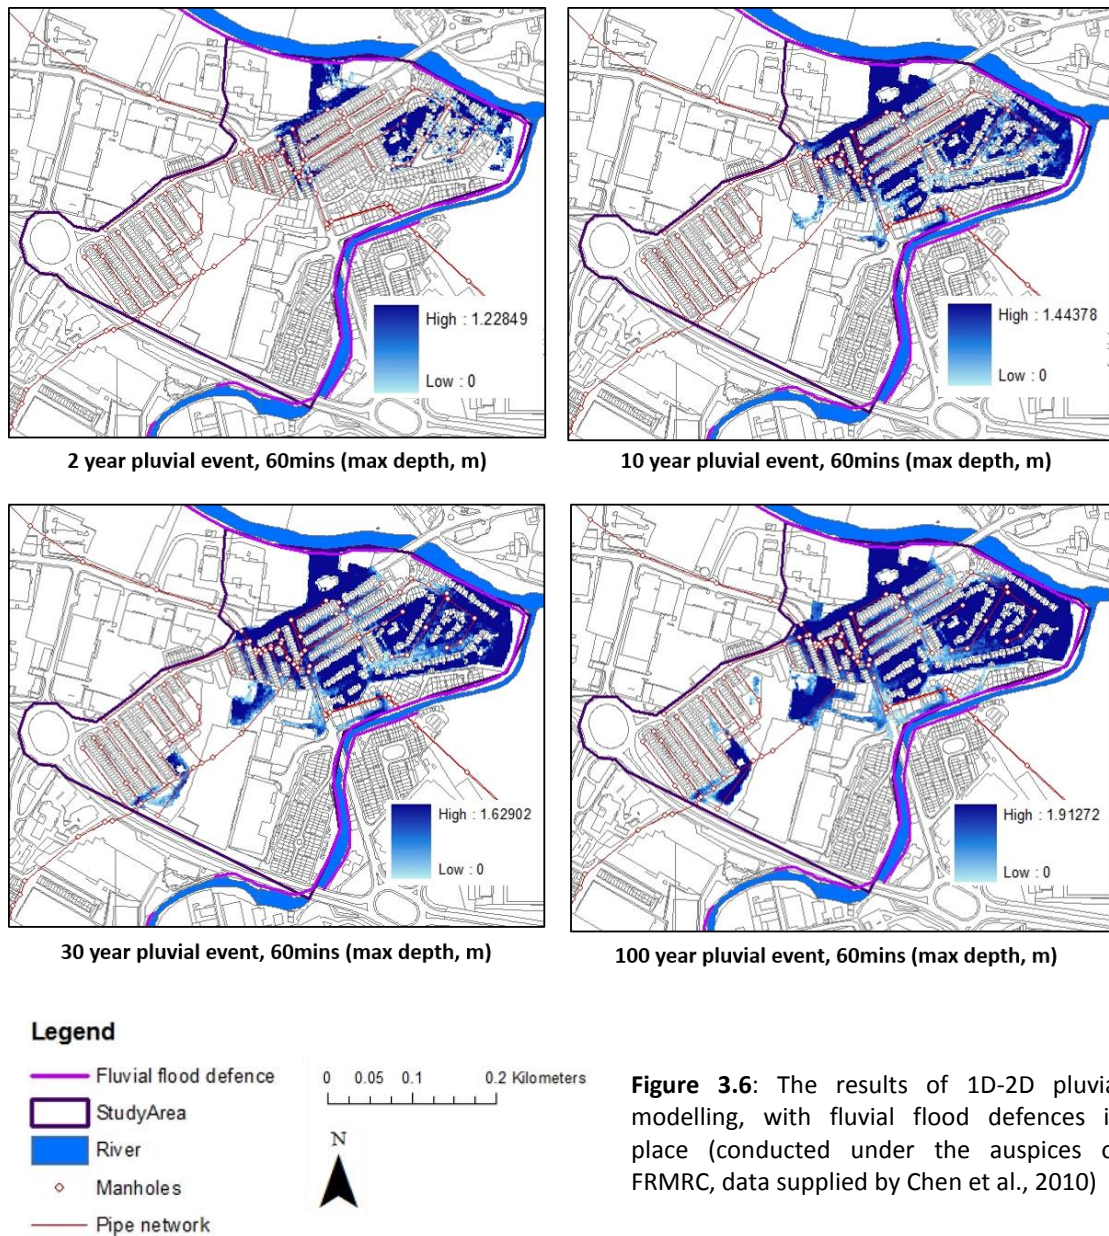 High : 1.22849
Low : 0
2 year pluvial event, 60mins (max depth, m)
High : 1.44378
Low : 0
10 year pluvial event, 60mins (max depth, m)
High : 1.62902
Low : 0
30 year pluvial event, 60mins (max depth, m)
High : 1.91272
Low : 0
100 year pluvial event, 60mins (max depth, m)
Legend
Fluvial flood defence
StudyArea
River
Manholes
Pipe network
0 0.05 0.1 0.2 Kilometers
N
Figure 3.6: The results of 1D-2D pluvia
modelling, with fluvial flood defences i
place (conducted under the auspices o
FRMRC, data supplied by Chen et al., 2010)